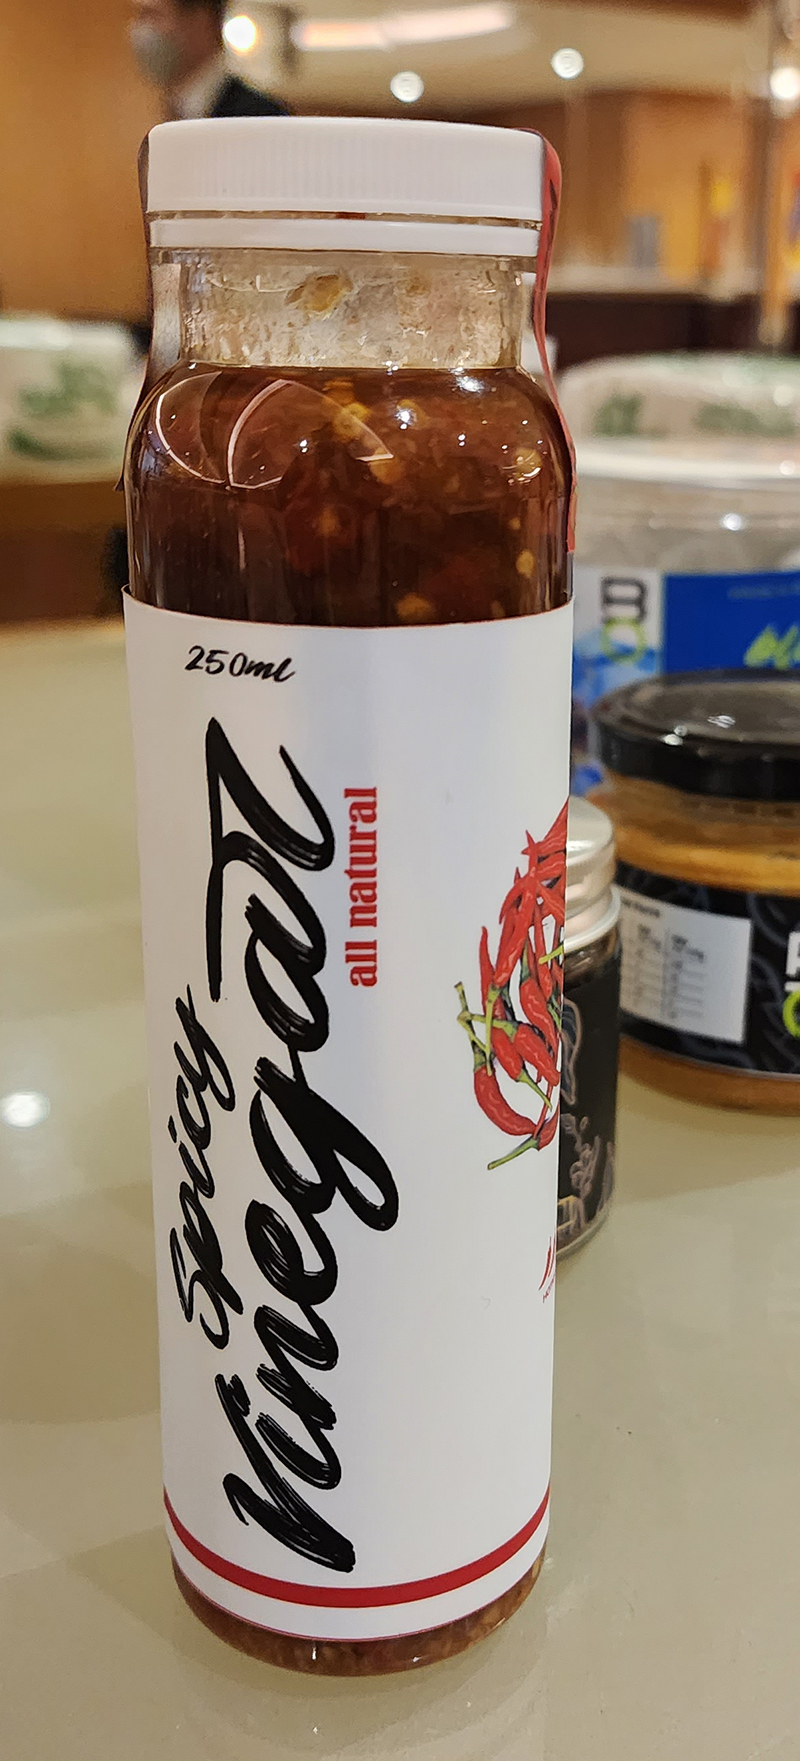 250ml
Spicy
Vinegar
all natural